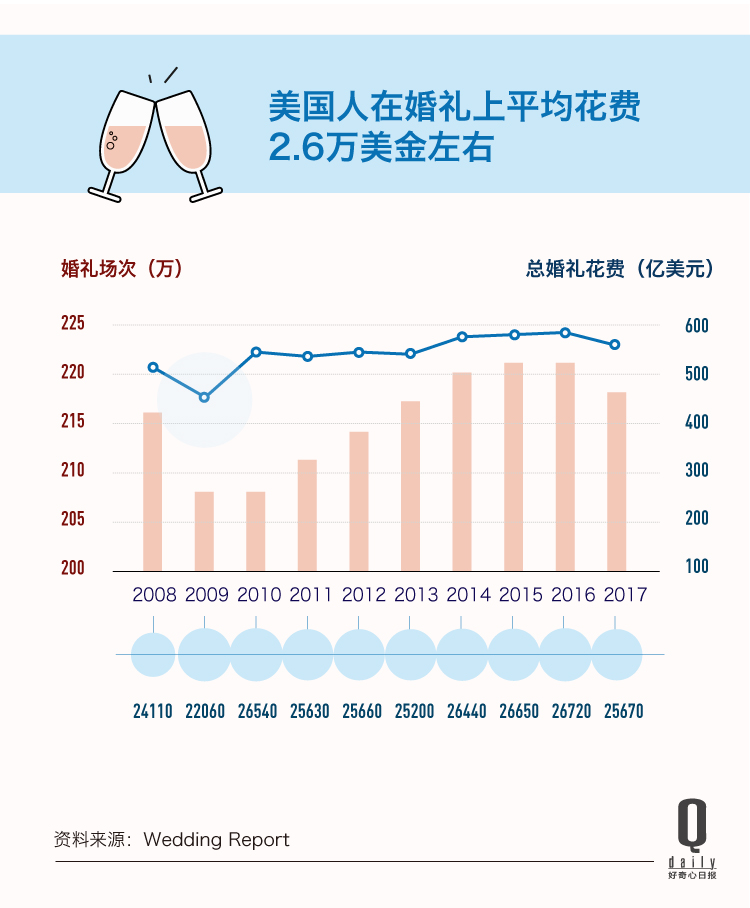 美国人在婚礼上平均花费
2.6万美金左右
婚礼场次（万） 总婚礼花费（亿美元）
225 600
220 500
215 400
210 300
205 200
200 100
2008 2009 2010 2011 2012 2013 2014 2015 2016 2017
24110 22060 26540 25630 25660 25200 26440 26650 26720 25670
资料来源：Wedding Report
Q
daily
好奇心日报